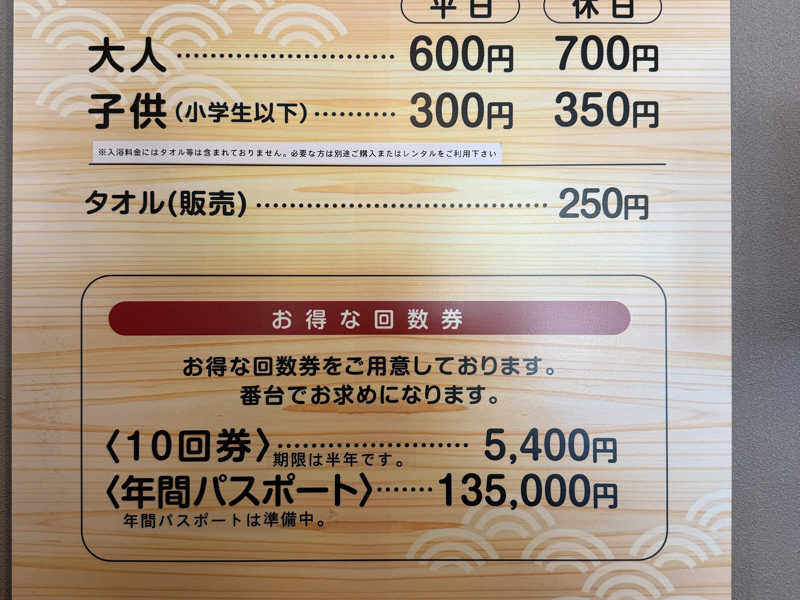 平日 休日
大人 600円 700円
子供(小学生以下) 300円 350円
※入浴料金にはタオル等は含まれておりません。必要な方は別途ご購入またはレンタルをご利用下さい
タオル(販売) 250円
お得な回数券
お得な回数券をご用意しております。
番台でお求めになります。
〈10回券〉 5,400円
期限は半年です。
〈年間パスポート〉 135,000円
年間パスポートは準備中。